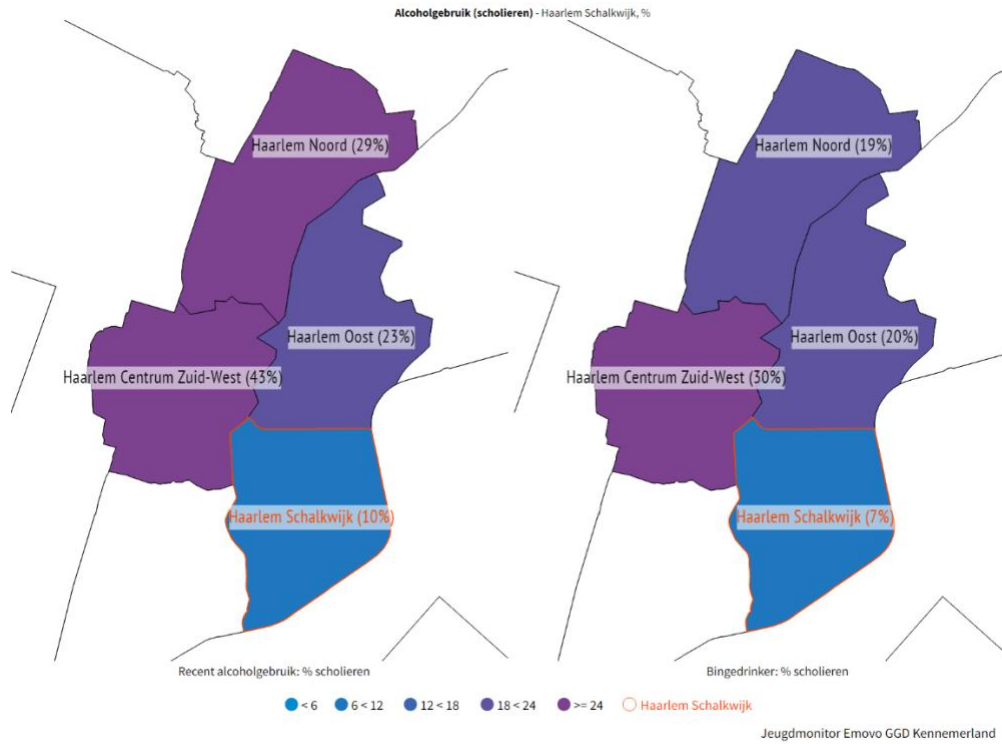 Alcoholgebruik (scholieren) - Haarlem Schalkwijk, %
Haarlem Noord (29%)
Haarlem Oost (23%)
Haarlem Centrum Zuid-West (43%)
Haarlem Schalkwijk (10%)
Recent alcoholgebruik: % scholieren
Haarlem Noord (19%)
Haarlem Oost (20%)
Haarlem Centrum Zuid-West (30%)
Haarlem Schalkwijk (7%)
Bingedrinker: % scholieren
< 6 6 < 12 12 < 18 18 < 24 >= 24 Haarlem Schalkwijk
Jeugdmonitor Emovo GGD Kennemerland